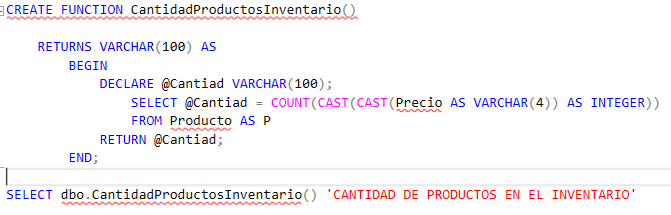 CREATE FUNCTION CantidadProductosInventario()
RETURNS VARCHAR(100) AS
BEGIN
DECLARE @Cantiad VARCHAR(100);
SELECT @Cantiad = COUNT(CAST(CAST(Precio AS VARCHAR(4)) AS INTEGER))
FROM Producto AS P
RETURN @Cantiad;
END;
SELECT dbo.CantidadProductosInventario() 'CANTIDAD DE PRODUCTOS EN EL INVENTARIO'